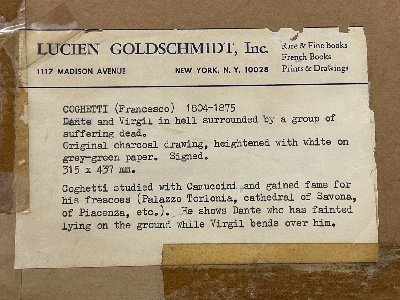 LUCIEN GOLDSCHMIDT, Inc.
Rare & Fine Books
French Books
Prints & Drawings
1117 MADISON AVENUE
NEW YORK, N. Y. 10028
COGHETTI (Francesco) 1804-1875
Dante and Virgil in hell surrounded by a group of
suffering dead.
Original charcoal drawing, heightened with white on
grey-green paper. Signed.
315 x 437 mm.
Coghetti studied with Camuccini and gained fame for
his frescoes (Palazzo Torlonia, cathedral of Savona,
of Piacenza, etc.). He shows Dante who has fainted
lying on the ground while Virgil bends over him.